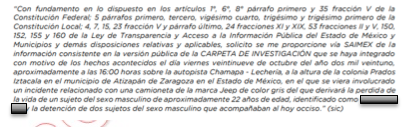 "Con fundamento en lo dispuesto en los artículos 1º, 6º, 8º párrafo primero y 35 fracción V de la
Constitución Federal; 5 párrafos primero, tercero, vigésimo cuarto, vigésimo y trigésimo primero de la
Constitución Local; 4, 7, 15, 23 fracción V y párrafo último, 24 fracciones XI y XIX, 53 fracciones II y V, 150,
152, 155 y 160 de la Ley de Transparencia y Acceso a la Información Pública del Estado de México y
Municipios y demás disposiciones relativas y aplicables, solicito se me proporcione vía SAIMEX de la
información consistente en la versión pública de la CARPETA DE INVESTIGACIÓN que se haya integrado
con motivo de los hechos acontecidos el día viernes veintinueve de octubre del año dos mil veintuno,
aproximadamente a las 16:00 horas sobre la autopista Chamapa - Lechería, a la altura de la colonia Prados
Iztacala en el municipio de Atizapán de Zaragoza en el Estado de México, en el que se viera involucrado
un incidente relacionado con una camioneta de la marca Jeep de color gris del que derivará la perdida de
la vida de un sujeto del sexo masculino de aproximadamente 22 años de edad, identificado como
y la detención de dos sujetos del sexo masculino que acompañaban al hoy occiso." (sic)